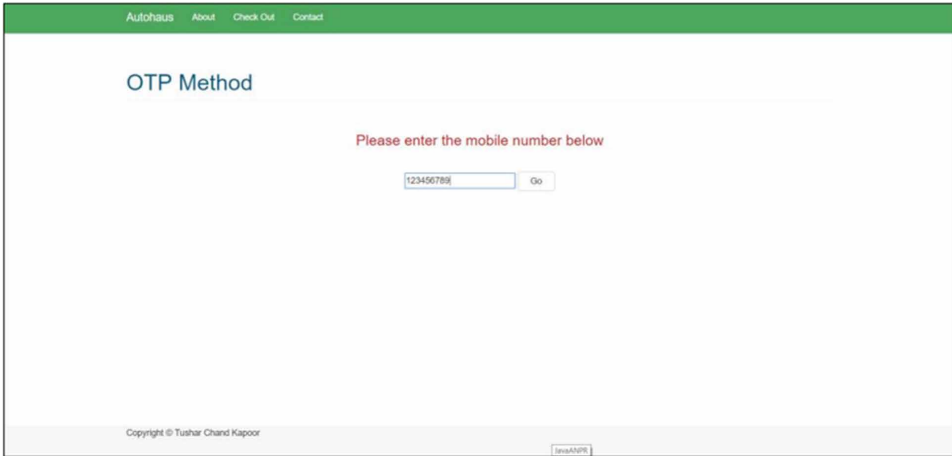 Autohaus About Check Out Contact
OTP Method
Please enter the mobile number below
123456789 Go
Copyright © Tushar Chand Kapoor
JavaANPR